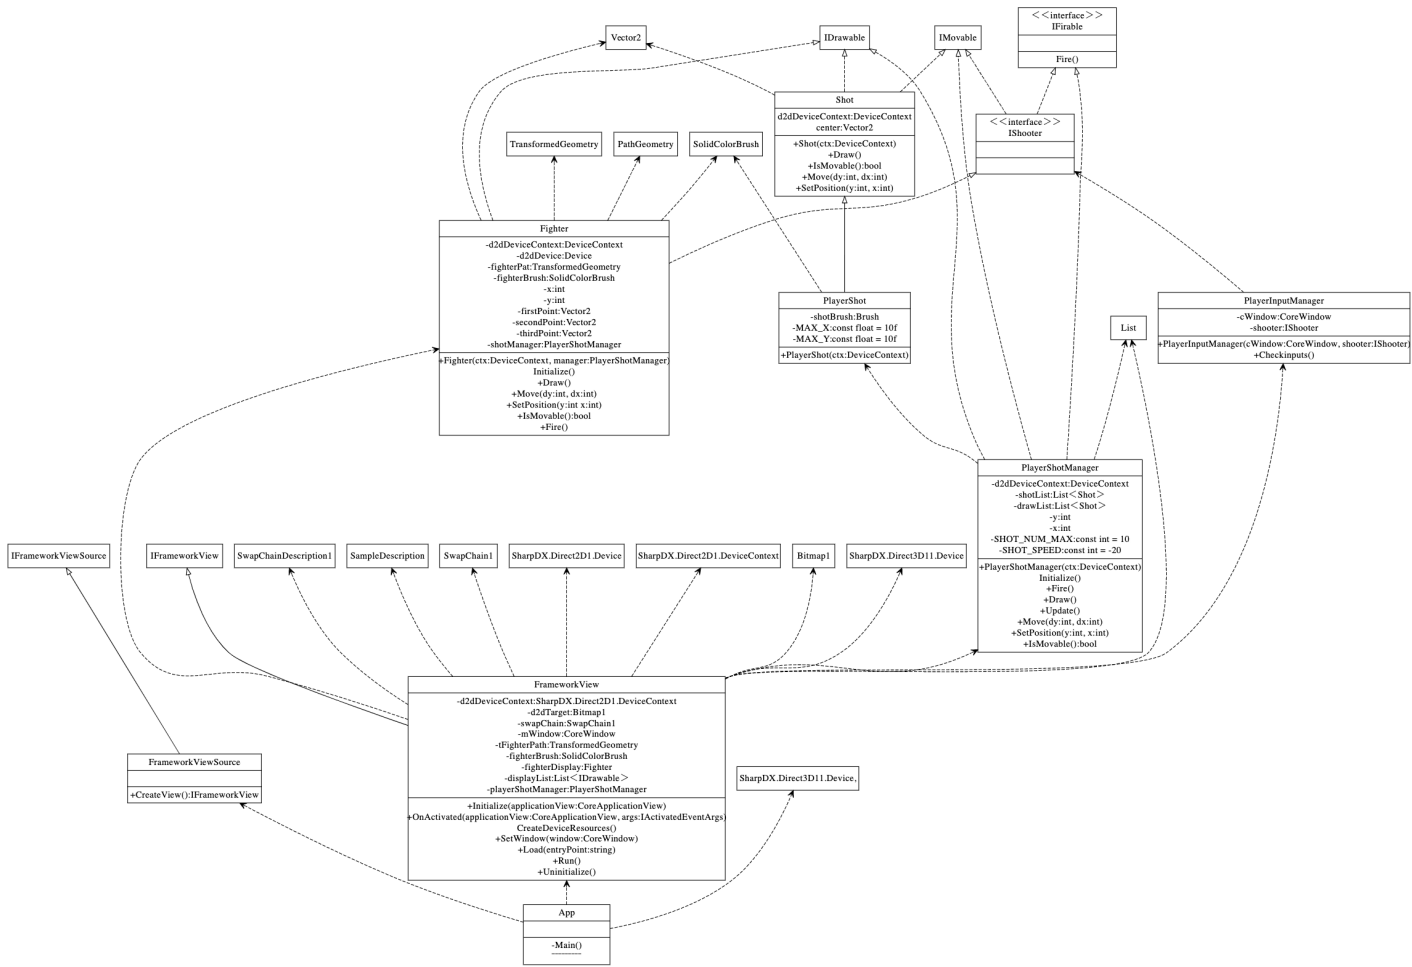 <<interface>>
IFirable
Fire()
Vector2
IDrawable
IMovable
Shot
d2dDeviceContext:DeviceContext
center:Vector2
+Shot(ctx:DeviceContext)
+Draw()
+IsMovable():bool
+Move(dy:int, dx:int)
+SetPosition(y:int, x:int)
<<interface>>
IShooter
TransformedGeometry
PathGeometry
SolidColorBrush
Fighter
-d2dDeviceContext:DeviceContext
-d2dDevice:Device
-fighterPat:TransformedGeometry
-fighterBrush:SolidColorBrush
-x:int
-y:int
-firstPoint:Vector2
-secondPoint:Vector2
-thirdPoint:Vector2
-shotManager:PlayerShotManager
+Fighter(ctx:DeviceContext, manager:PlayerShotManager)
Initialize()
+Draw()
+Move(dy:int, dx:int)
+SetPosition(y:int x:int)
+IsMovable():bool
+Fire()
PlayerShot
-shotBrush:Brush
-MAX_X:const float = 10f
-MAX_Y:const float = 10f
+PlayerShot(ctx:DeviceContext)
List
PlayerInputManager
-cWindow:CoreWindow
-shooter:IShooter
+PlayerInputManager(cWindow:CoreWindow, shooter:IShooter)
+Checkinputs()
PlayerShotManager
-d2dDeviceContext:DeviceContext
-shotList:List<Shot>
-drawList:List<Shot>
-y:int
-x:int
-SHOT_NUM_MAX:const int = 10
-SHOT_SPEED:const int = -20
+PlayerShotManager(ctx:DeviceContext)
Initialize()
+Fire()
+Draw()
+Update()
+Move(dy:int, dx:int)
+SetPosition(y:int, x:int)
+IsMovable():bool
IFrameworkViewSource
IFrameworkView
SwapChainDescription1
SampleDescription
SwapChain1
SharpDX.Direct2D1.Device
SharpDX.Direct2D1.DeviceContext
Bitmap1
SharpDX.Direct3D11.Device
FrameworkView
-d2dDeviceContext:SharpDX.Direct2D1.DeviceContext
-d2dTarget:Bitmap1
-swapChain:SwapChain1
-mWindow:CoreWindow
-tFighterPath:TransformedGeometry
-fighterBrush:SolidColorBrush
-fighterDisplay:Fighter
-displayList:List<IDrawable>
-playerShotManager:PlayerShotManager
+Initialize(applicationView:CoreApplicationView)
+OnActivated(applicationView:CoreApplicationView, args:IActivatedEventArgs)
CreateDeviceResources()
+SetWindow(window:CoreWindow)
+Load(entryPoint:string)
+Run()
+Uninitialize()
FrameworkViewSource
+CreateView():IFrameworkView
SharpDX.Direct3D11.Device,
App
-Main()